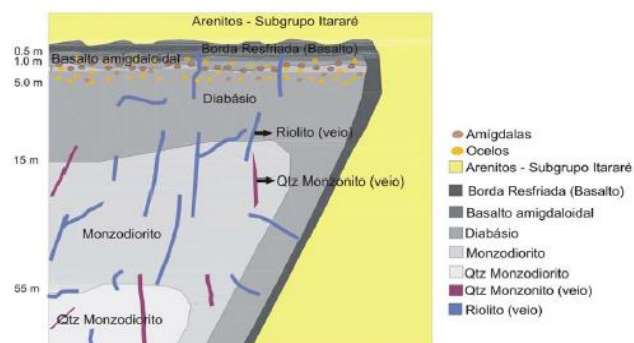 Arenitos - Subgrupo Itararé
0.5 m
Borda Resfriada (Basalto)
1.0 m
Basalto amigdaloidal
5.0 m
Diabásio
Riolito (veio)
15 m
Qtz Monzonito (veio)
Monzodiorito
55 m
Qtz Monzodiorito
Amígdalas
Ocelos
Arenitos - Subgrupo Itararé
Borda Resfriada (Basalto)
Basalto amigdaloidal
Diabásio
Monzodiorito
Qtz Monzodiorito
Qtz Monzonito (veio)
Riolito (veio)